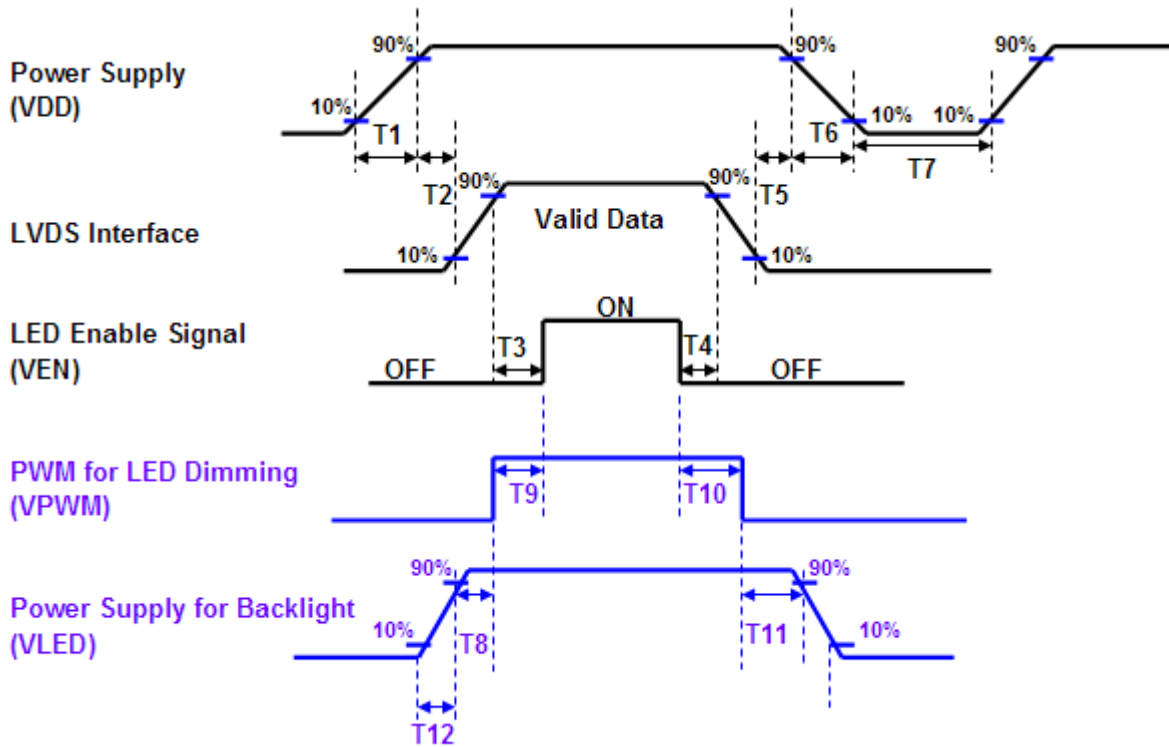 90% 90% 90%
Power Supply
(VDD)
10% 10% 10%
T1 T6 T7
T2 90% 90% T5
Valid Data
LVDS Interface
10% 10%
ON
LED Enable Signal
(VEN)
T3 T4
OFF OFF
PWM for LED Dimming
(VPWM)
T9 T10
90% 90%
Power Supply for Backlight
(VLED)
10% T8 T11 10%
T12